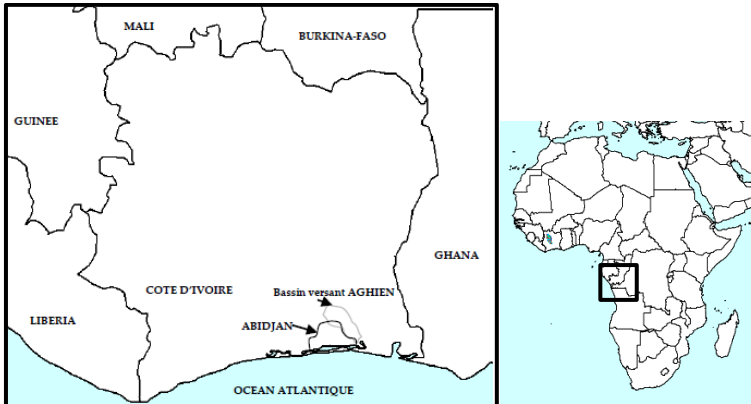 MALI
BURKINA-FASO
GUINEE
GHANA
COTE D'IVOIRE
Bassin versant AGHIEN
LIBERIA
ABIDJAN
OCEAN ATLANTIQUE